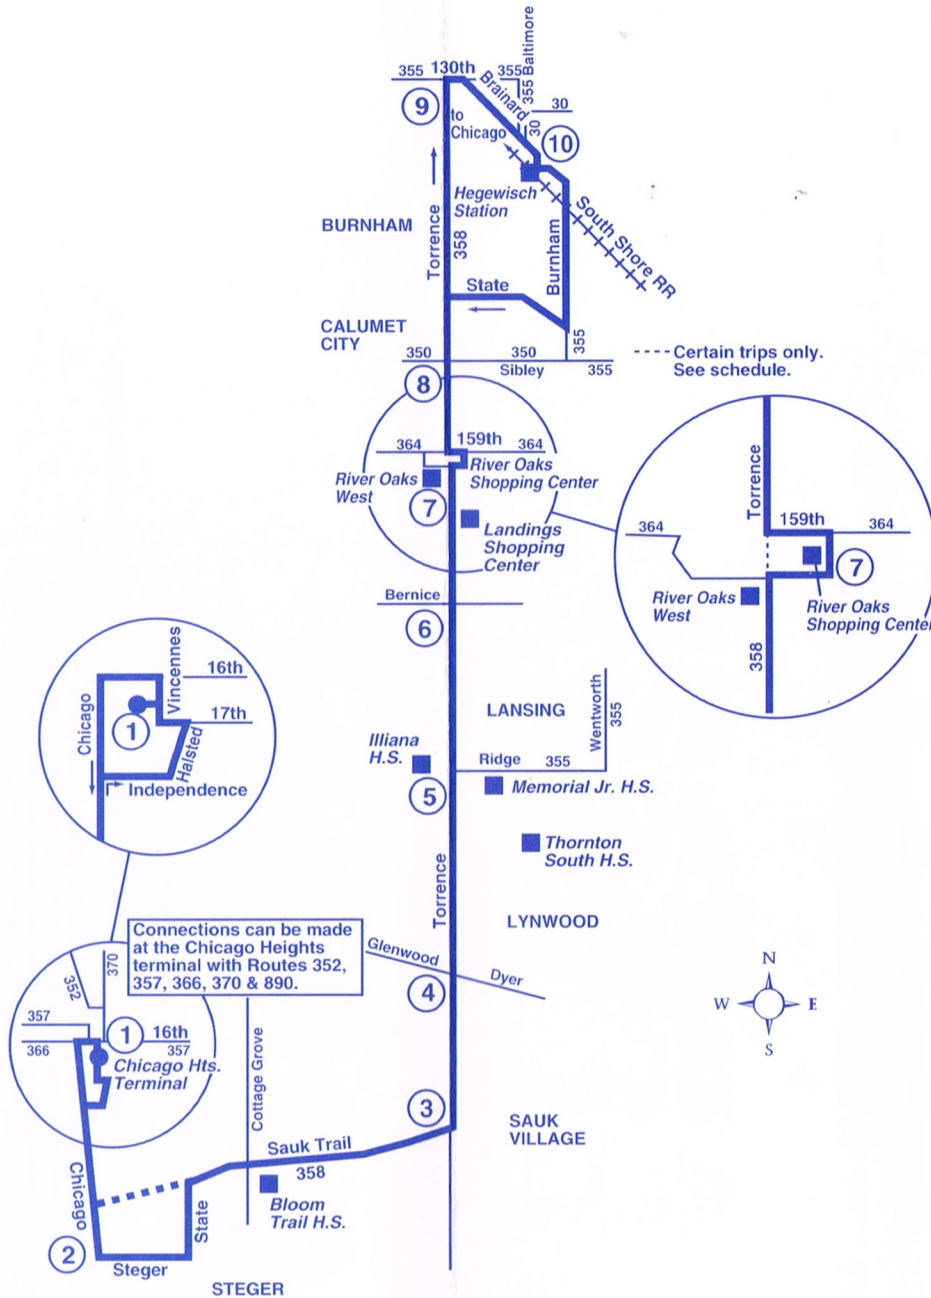 355
130th
355
355 Baltimore
Brainard
30
30
9
to
Chicago
10
Hegewisch
Station
South Shore RR
BURNHAM
Torrence
358
Burnham
State
CALUMET
CITY
355
350
350
Sibley
355
Certain trips only.
See schedule.
8
364
159th
364
River Oaks
West
River Oaks
Shopping Center
7
Landings
Shopping
Center
Torrence
159th
364
364
7
River Oaks
West
River Oaks
Shopping Center
358
Bernice
6
Vincennes
16th
Chicago
1
17th
Halsted
Independence
LANSING
Wentworth
355
Illiana
H.S.
Ridge
355
5
Memorial Jr. H.S.
Thornton
South H.S.
Torrence
LYNWOOD
Connections can be made
at the Chicago Heights
terminal with Routes 352,
357, 366, 370 & 890.
Glenwood
Dyer
4
N
W
E
S
352
370
357
366
1
16th
357
Chicago Hts.
Terminal
Cottage Grove
3
SAUK
VILLAGE
Sauk Trail
358
Chicago
State
Bloom
Trail H.S.
2
Steger
STEGER